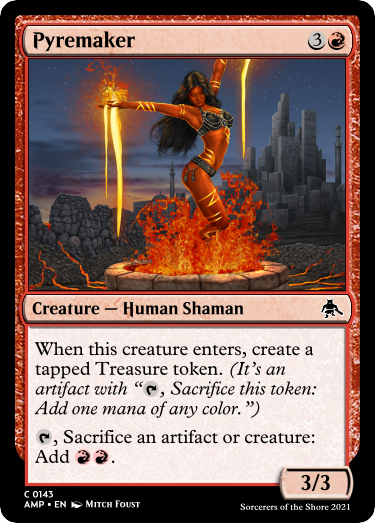 Pyremaker 3
Creature — Human Shaman
When this creature enters, create a
tapped Treasure token. (It's an
artifact with “, Sacrifice this token:
Add one mana of any color.”)
, Sacrifice an artifact or creature:
Add .
3/3
C 0143
AMP • EN Mitch Foust
Sorcerers of the Shore 2021